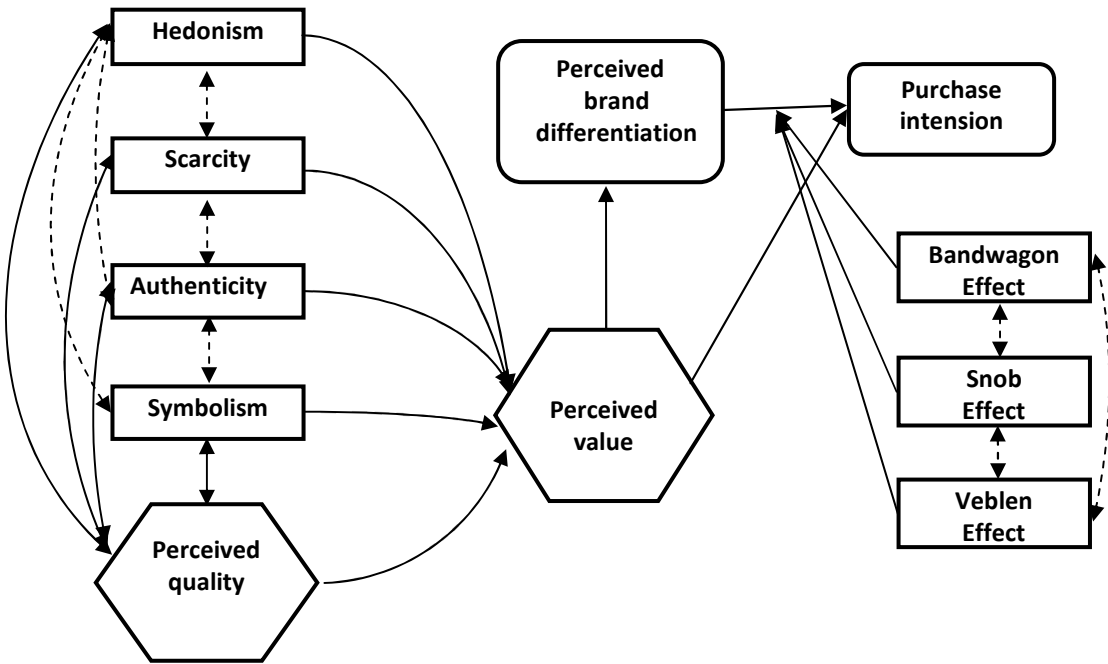 Hedonism
Scarcity
Authenticity
Symbolism
Perceived
quality
Perceived
value
Perceived
brand
differentiation
Purchase
intension
Bandwagon
Effect
Snob
Effect
Veblen
Effect